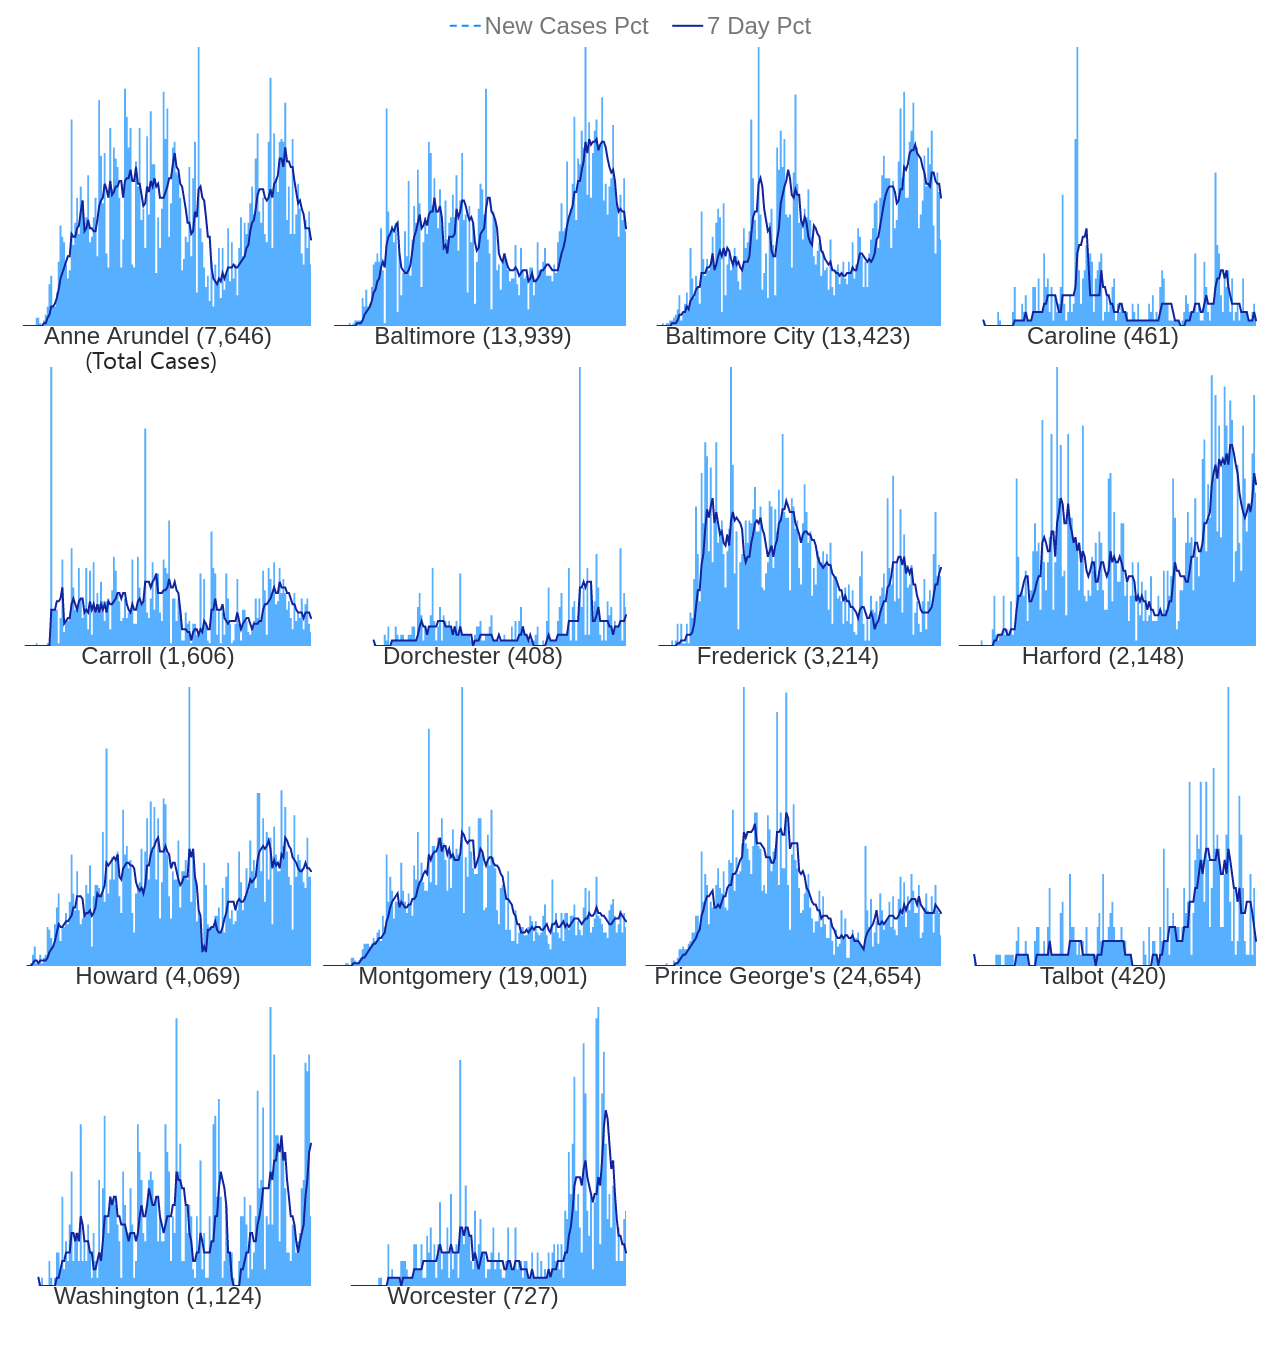 New Cases Pct 7 Day Pct
Anne Arundel (7,646) Baltimore (13,939) Baltimore City (13,423) Caroline (461)
(Total Cases)
Carroll (1,606) Dorchester (408) Frederick (3,214) Harford (2,148)
Howard (4,069) Montgomery (19,001) Prince George's (24,654) Talbot (420)
Washington (1,124) Worcester (727)